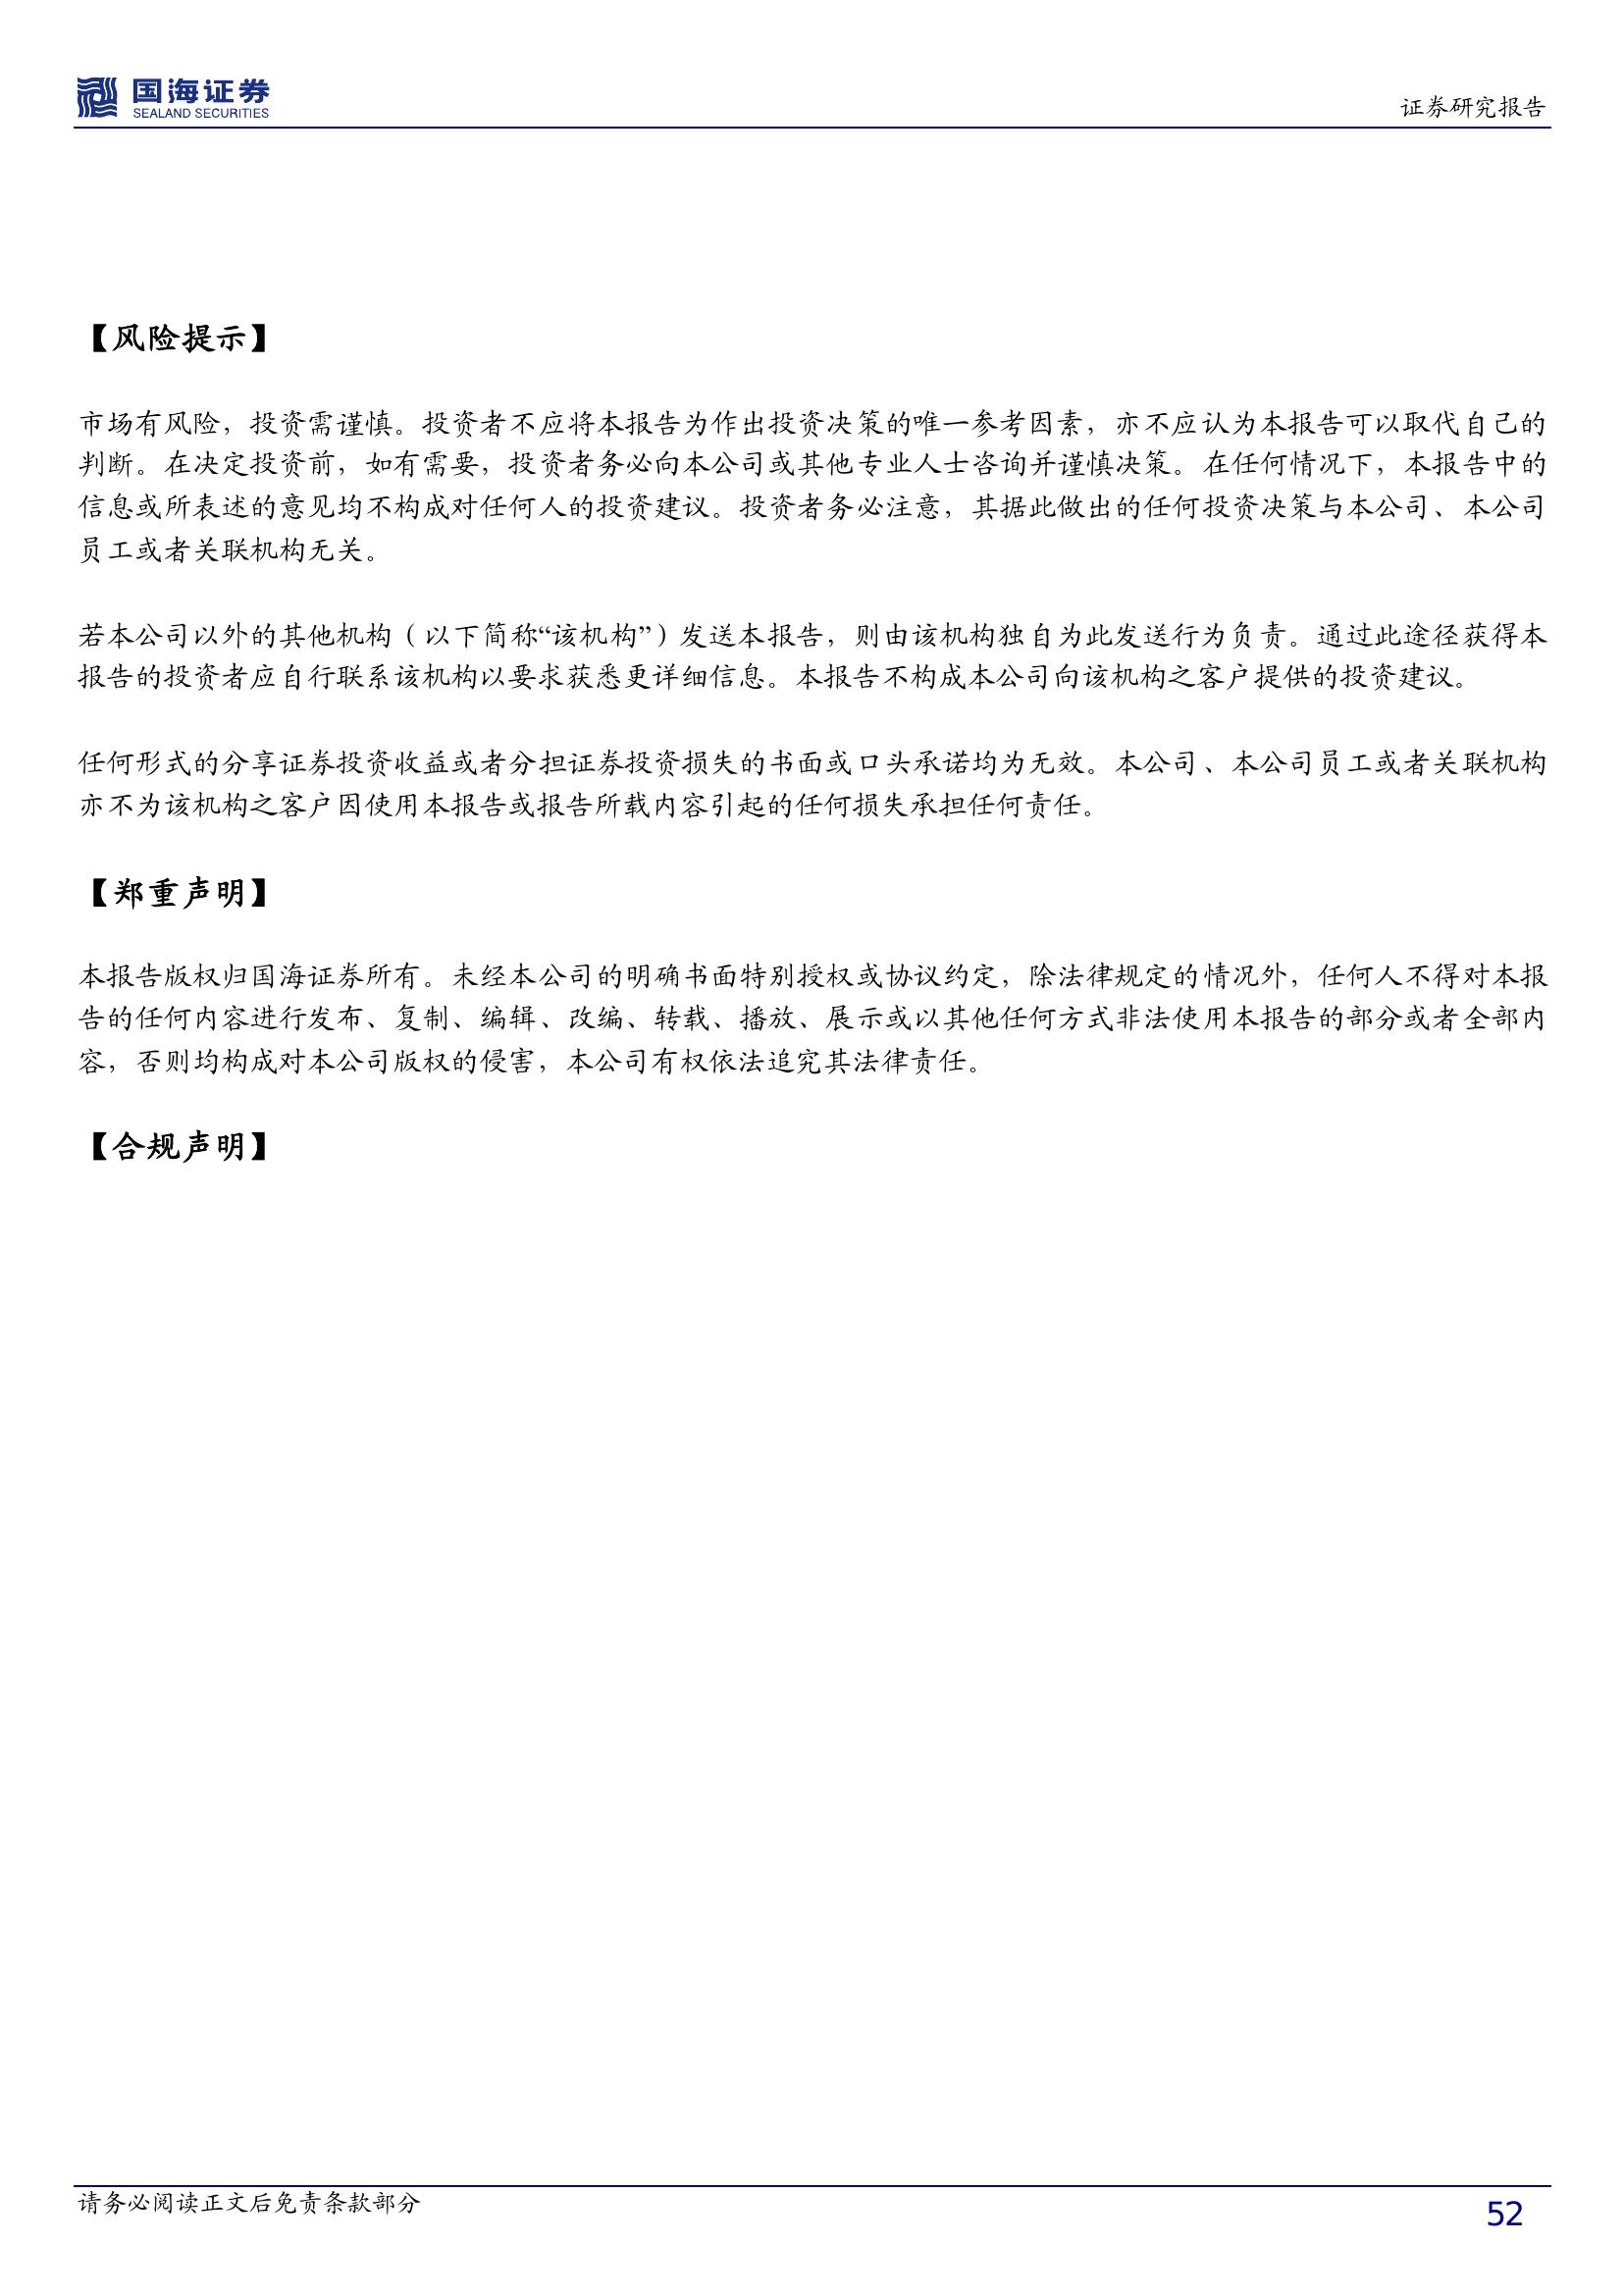 国海证券
SEALAND SECURITIES
证券研究报告
【风险提示】
市场有风险，投资需谨慎。投资者不应将本报告为作出投资决策的唯一参考因素，亦不应认为本报告可以取代自己的
判断。在决定投资前，如有需要，投资者务必向本公司或其他专业人士咨询并谨慎决策。在任何情况下，本报告中的
信息或所表述的意见均不构成对任何人的投资建议。投资者务必注意，其据此做出的任何投资决策与本公司、本公司
员工或者关联机构无关。
若本公司以外的其他机构（以下简称“该机构”）发送本报告，则由该机构独自为此发送行为负责。通过此途径获得本
报告的投资者应自行联系该机构以要求获悉更详细信息。本报告不构成本公司向该机构之客户提供的投资建议。
任何形式的分享证券投资收益或者分担证券投资损失的书面或口头承诺均为无效。本公司、本公司员工或者关联机构
亦不为该机构之客户因使用本报告或报告所载内容引起的任何损失承担任何责任。
【郑重声明】
本报告版权归国海证券所有。未经本公司的明确书面特别授权或协议约定，除法律规定的情况外，任何人不得对本报
告的任何内容进行发布、复制、编辑、改编、转载、播放、展示或以其他任何方式非法使用本报告的部分或者全部内
容，否则均构成对本公司版权的侵害，本公司有权依法追究其法律责任。
【合规声明】
请务必阅读正文后免责条款部分
52